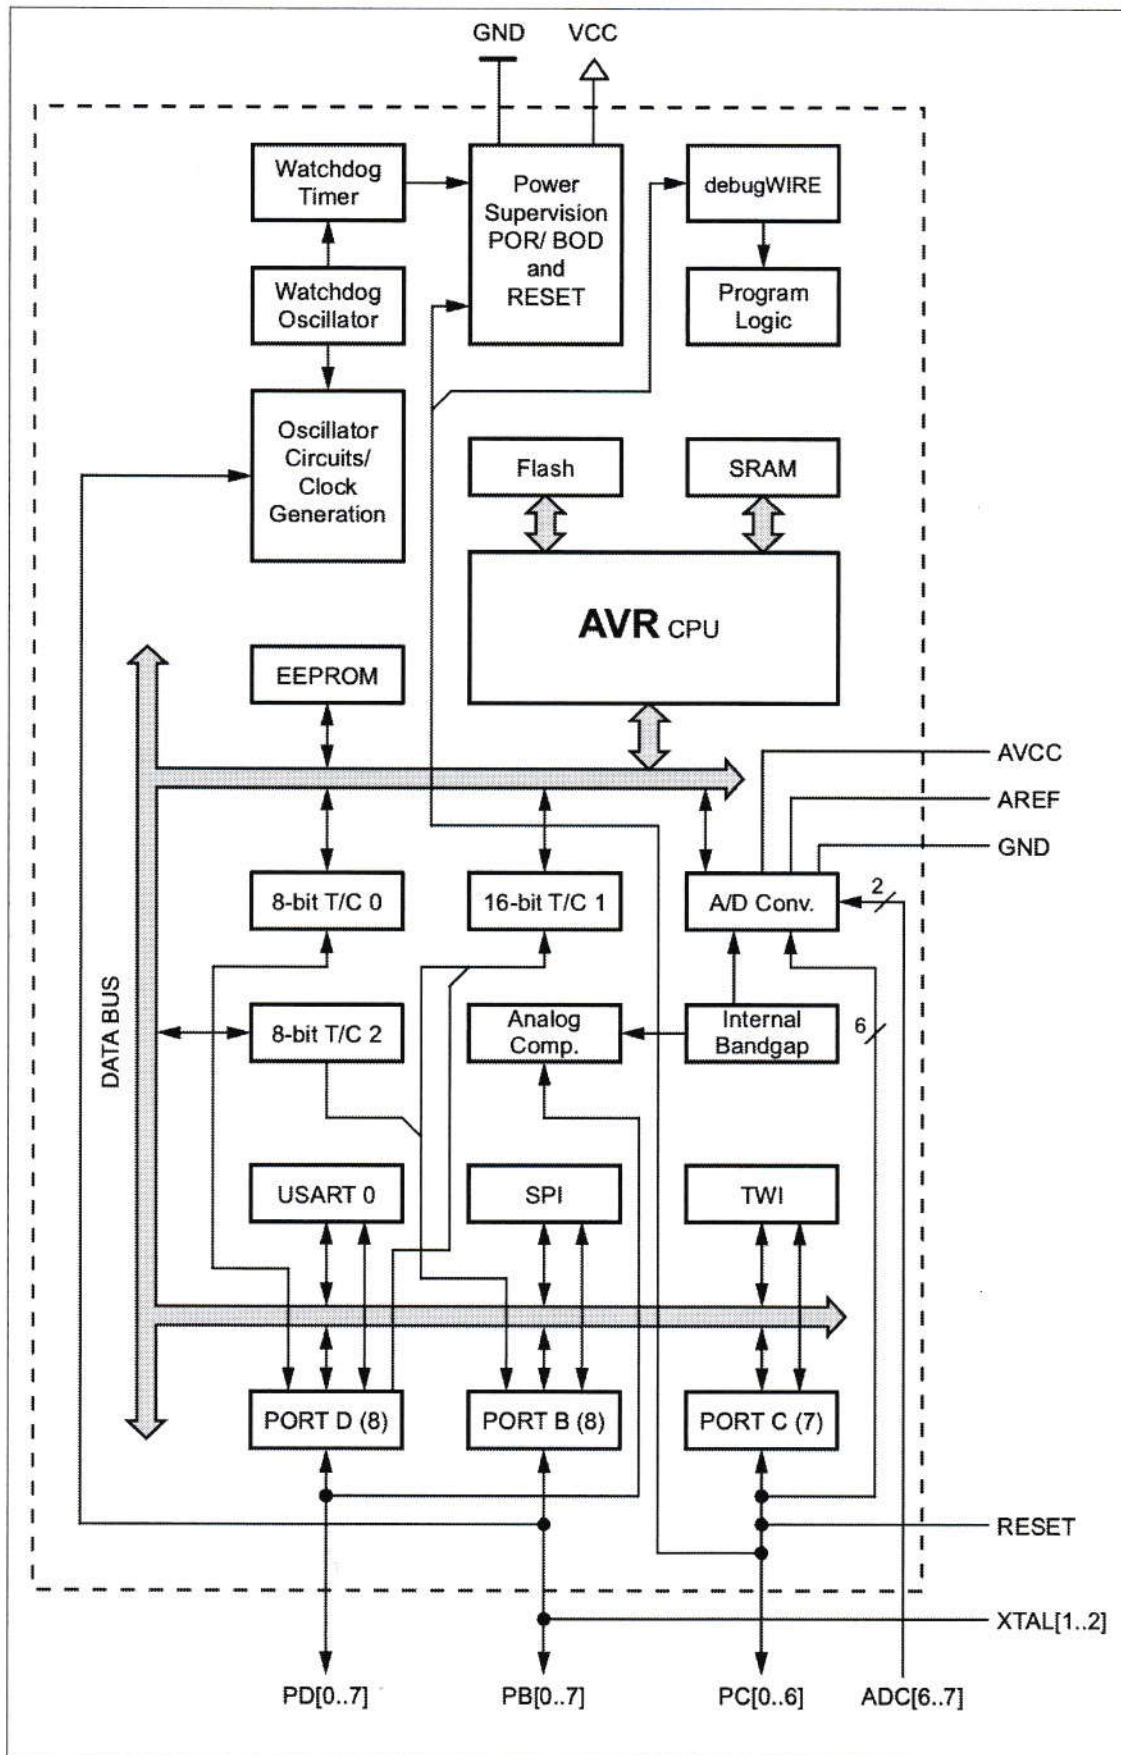 GND
VCC
Watchdog
Timer
Power
Supervision
POR/ BOD
and
RESET
debugWIRE
Watchdog
Oscillator
Program
Logic
Oscillator
Circuits/
Clock
Generation
Flash
SRAM
AVR CPU
EEPROM
AVCC
AREF
GND
8-bit T/C 0
16-bit T/C 1
A/D Conv.
2
DATA BUS
8-bit T/C 2
Analog
Comp.
Internal
Bandgap
6
USART 0
SPI
TWI
PORT D (8)
PORT B (8)
PORT C (7)
RESET
XTAL[1..2]
PD[0..7]
PB[0..7]
PC[0..6]
ADC[6..7]